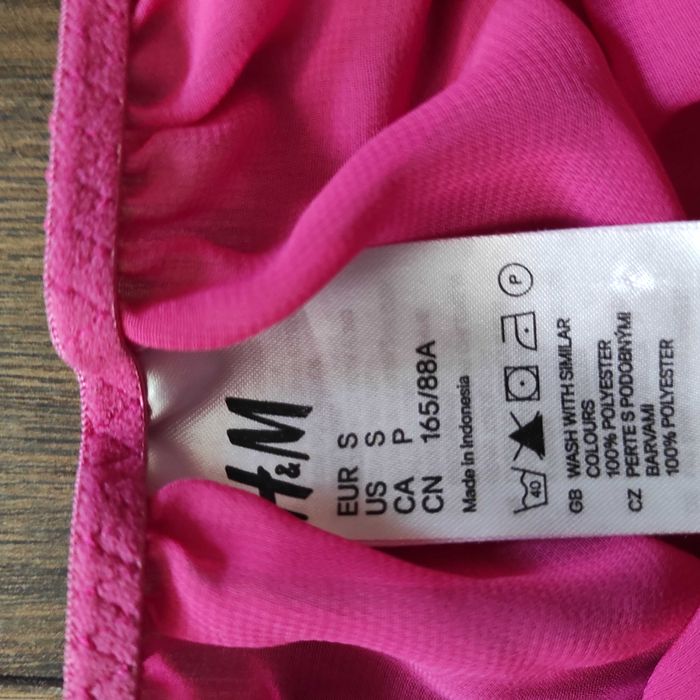 H&M
EUR S
US S
CA P
CN 165/88A
Made in Indonesia
40
P
GB WASH WITH SIMILAR
COLOURS
100% POLYESTER
CZ PERTE S PODOBNÝMI
BARVAMI
100% POLYESTER